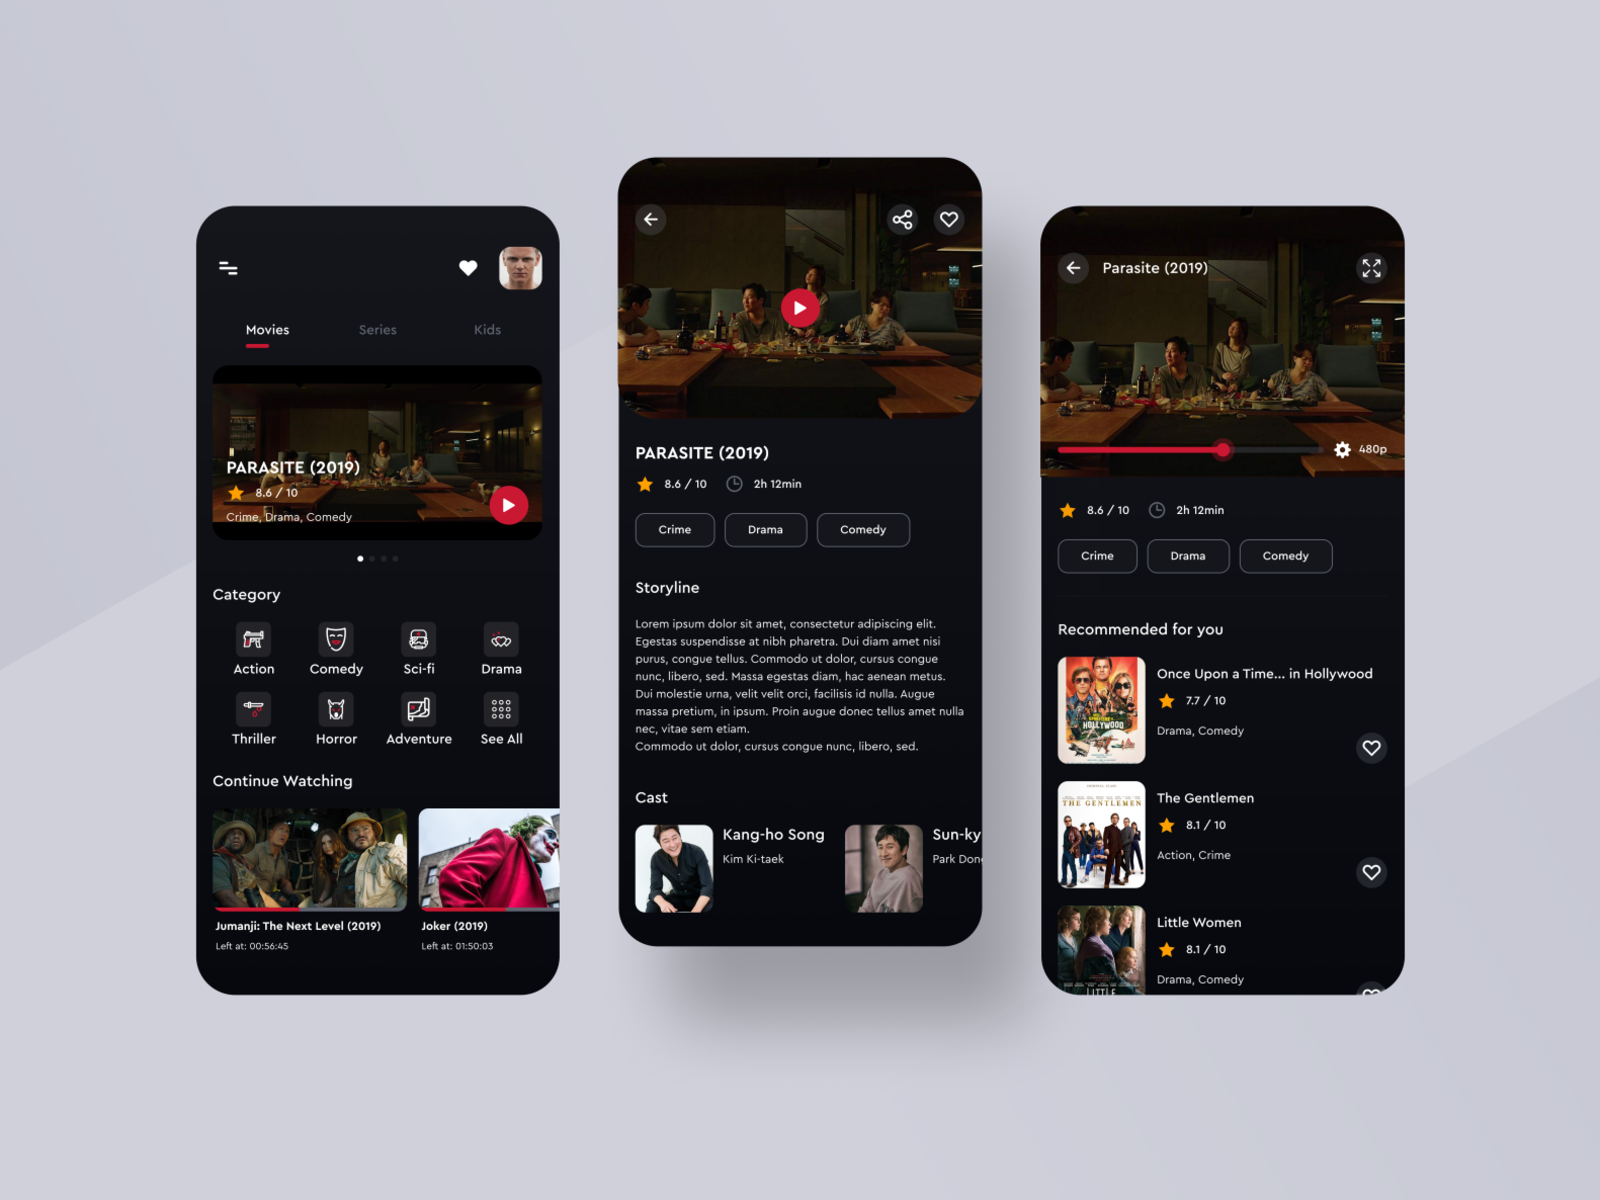 Movies
Series
Kids
PARASITE (2019)
8.6 / 10
Crime, Drama, Comedy
Category
Action
Comedy
Sci-fi
Drama
Thriller
Horror
Adventure
See All
Continue Watching
Jumanji: The Next Level (2019)
Left at: 00:56:45
Joker (2019)
Left at: 01:50:03
PARASITE (2019)
8.6 / 10
2h 12min
Crime
Drama
Comedy
Storyline
Lorem ipsum dolor sit amet, consectetur adipiscing elit.
Egestas suspendisse at nibh pharetra. Dui diam amet nisi
purus, congue tellus. Commodo ut dolor, cursus congue
nunc, libero, sed. Massa egestas diam, hac aenean metus.
Dui molestie urna, velit velit orci, facilisis id nulla. Augue
massa pretium, in ipsum. Proin augue donec tellus amet nulla
nec, vitae sem etiam.
Commodo ut dolor, cursus congue nunc, libero, sed.
Cast
Kang-ho Song
Kim Ki-taek
Sun-ky
Park Don
Parasite (2019)
480p
8.6 / 10
2h 12min
Crime
Drama
Comedy
Recommended for you
HOLLYWOOD
Once Upon a Time... in Hollywood
7.7 / 10
Drama, Comedy
THE GENTLEMEN
The Gentlemen
8.1 / 10
Action, Crime
LITTLE
Little Women
8.1 / 10
Drama, Comedy